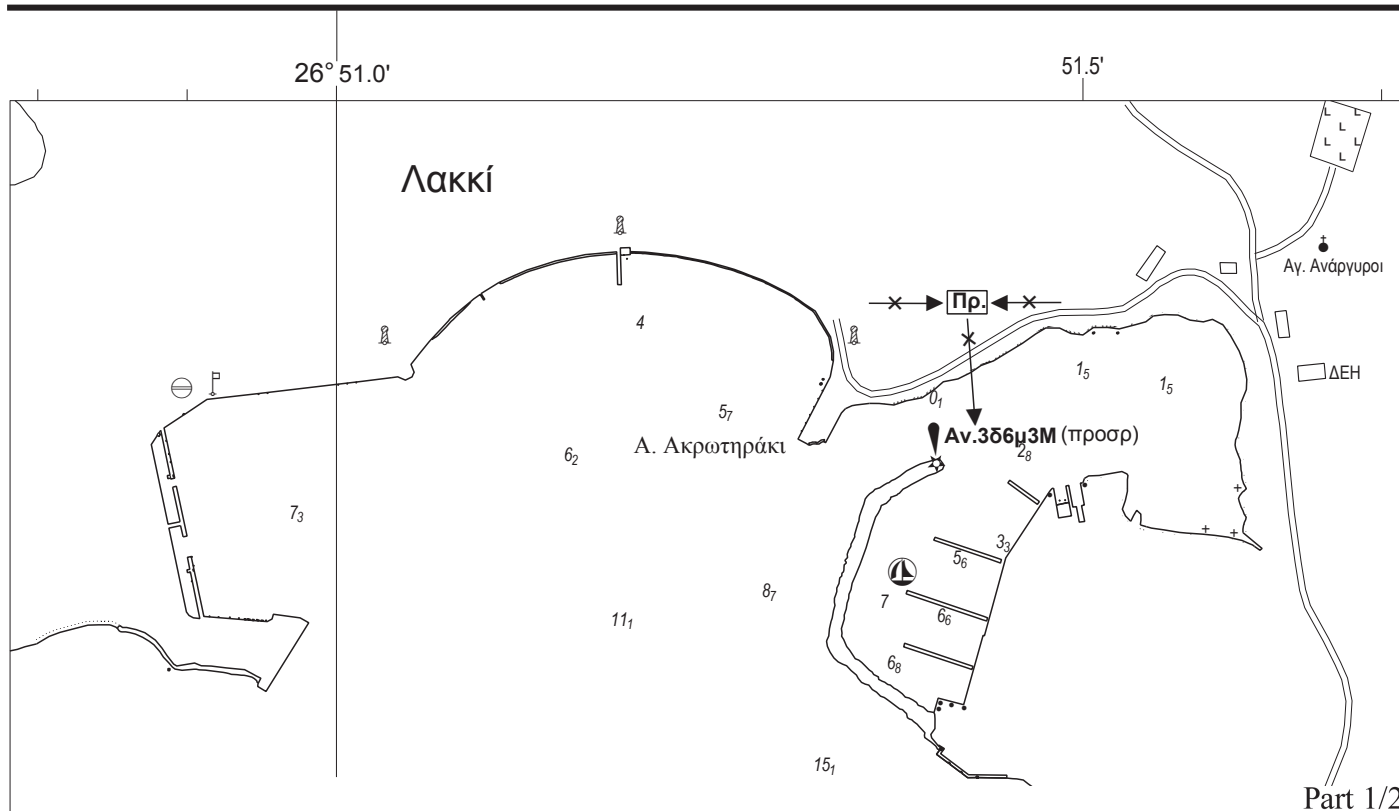 26° 51.0'
51.5'
Λακκί
Αγ. Ανάργυροι
Πρ.
4
ΔΕΗ
1₅
1₅
0₁
5₇
Α. Ακρωτηράκι
Αν.3δ6μ3Μ (προσρ)
2₈
6₂
7₃
3₃
5₆
8₇
7
6₆
11₁
6₈
15₁
Part 1/2
L L
L
L L
L
L L
L